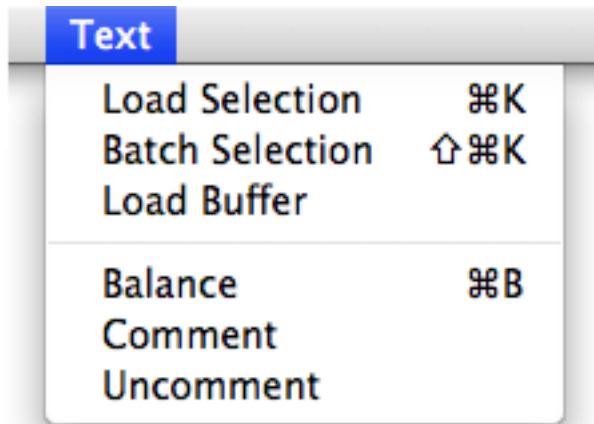 Text
Load Selection ⌘K
Batch Selection ⇧⌘K
Load Buffer
Balance ⌘B
Comment
Uncomment